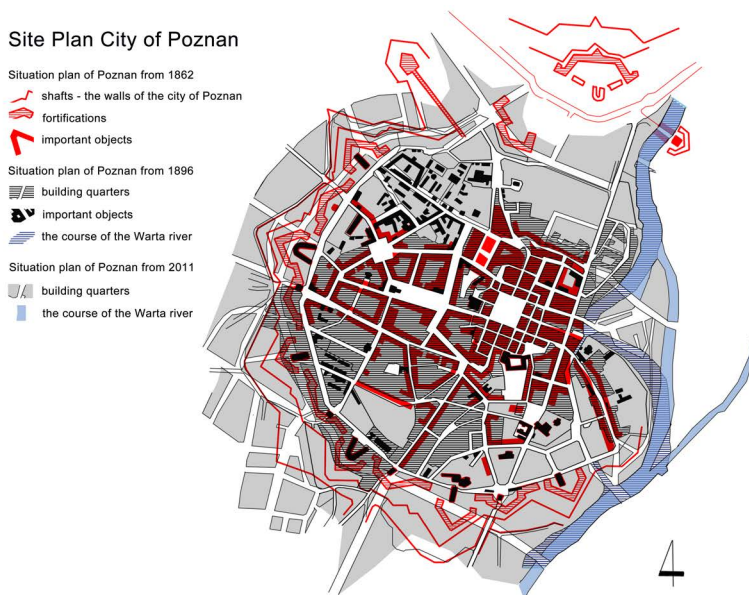 Site Plan City of Poznan
Situation plan of Poznan from 1862
shafts - the walls of the city of Poznan
fortifications
important objects
Situation plan of Poznan from 1896
building quarters
important objects
the course of the Warta river
Situation plan of Poznan from 2011
building quarters
the course of the Warta river